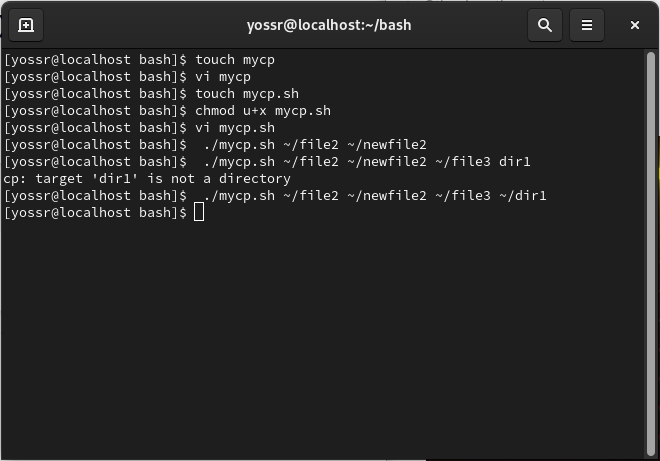 yossr@localhost:~/bash
[yossr@localhost bash]$ touch mycp
[yossr@localhost bash]$ vi mycp
[yossr@localhost bash]$ touch mycp.sh
[yossr@localhost bash]$ chmod u+x mycp.sh
[yossr@localhost bash]$ vi mycp.sh
[yossr@localhost bash]$  ./mycp.sh ~/file2 ~/newfile2
[yossr@localhost bash]$  ./mycp.sh ~/file2 ~/newfile2 ~/file3 dir1
cp: target 'dir1' is not a directory
[yossr@localhost bash]$  ./mycp.sh ~/file2 ~/newfile2 ~/file3 ~/dir1
[yossr@localhost bash]$